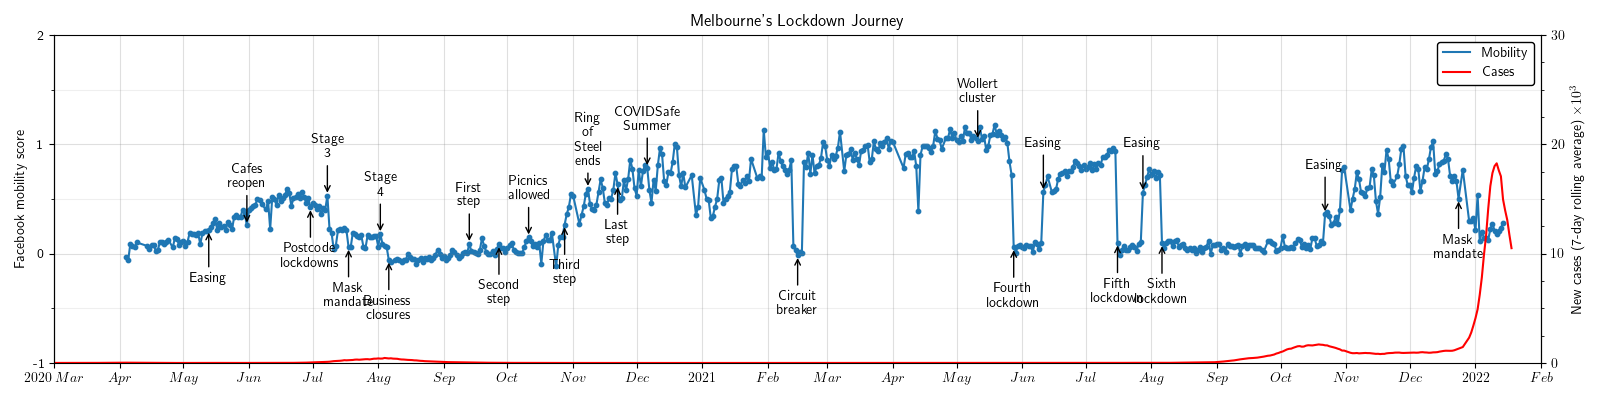 Melbourne's Lockdown Journey
2
1
0
-1
Facebook mobility score
30
20
10
0
New cases (7-day rolling average) ×10³
Mobility
Cases
Easing
Cafes
reopen
Postcode
lockdowns
Stage
3
Mask
mandate
Stage
4
Business
closures
First
step
Second
step
Picnics
allowed
Third
step
Ring
of
Steel
ends
Last
step
COVIDSafe
Summer
Circuit
breaker
Wollert
cluster
Fourth
lockdown
Easing
Fifth
lockdown
Easing
Sixth
lockdown
Easing
Mask
mandate
2020 Mar Apr May Jun Jul Aug Sep Oct Nov Dec 2021 Feb Mar Apr May Jun Jul Aug Sep Oct Nov Dec 2022 Feb